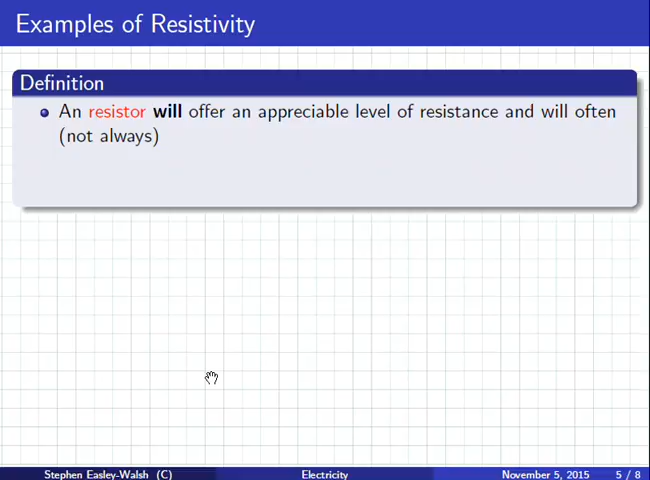 Examples of Resistivity
Definition
An resistor will offer an appreciable level of resistance and will often
(not always)
Stephen Easley-Walsh (C) Electricity November 5, 2015 5 / 8